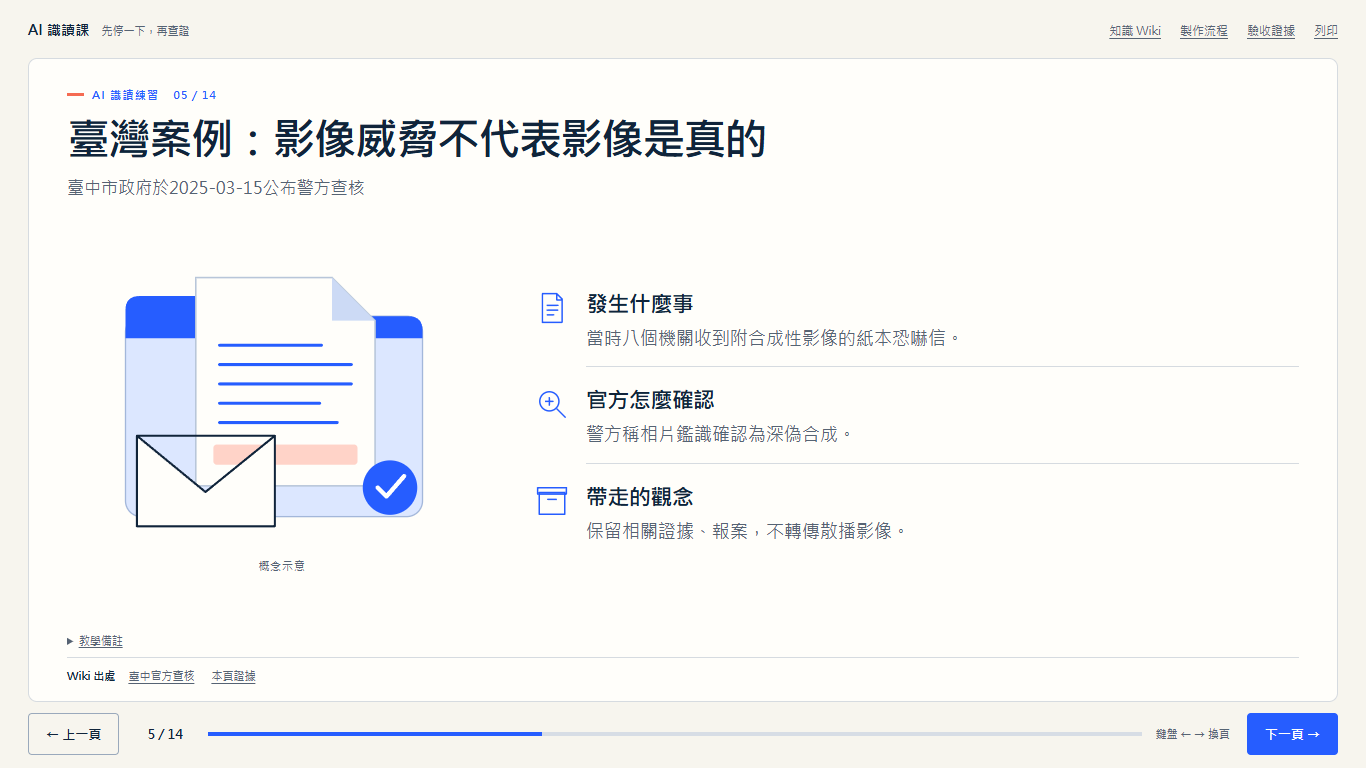 AI 識讀課 先停一下，再查證
知識 Wiki 製作流程 驗收證據 列印
AI 識讀練習 05 / 14
臺灣案例：影像威脅不代表影像是真的
臺中市政府於2025-03-15公布警方查核
發生什麼事
當時八個機關收到附合成性影像的紙本恐嚇信。
官方怎麼確認
警方稱相片鑑識確認為深偽合成。
帶走的觀念
保留相關證據、報案，不轉傳散播影像。
概念示意
▶ 教學備註
Wiki 出處 臺中官方查核 本頁證據
← 上一頁 5 / 14 鍵盤 ← → 換頁 下一頁 →